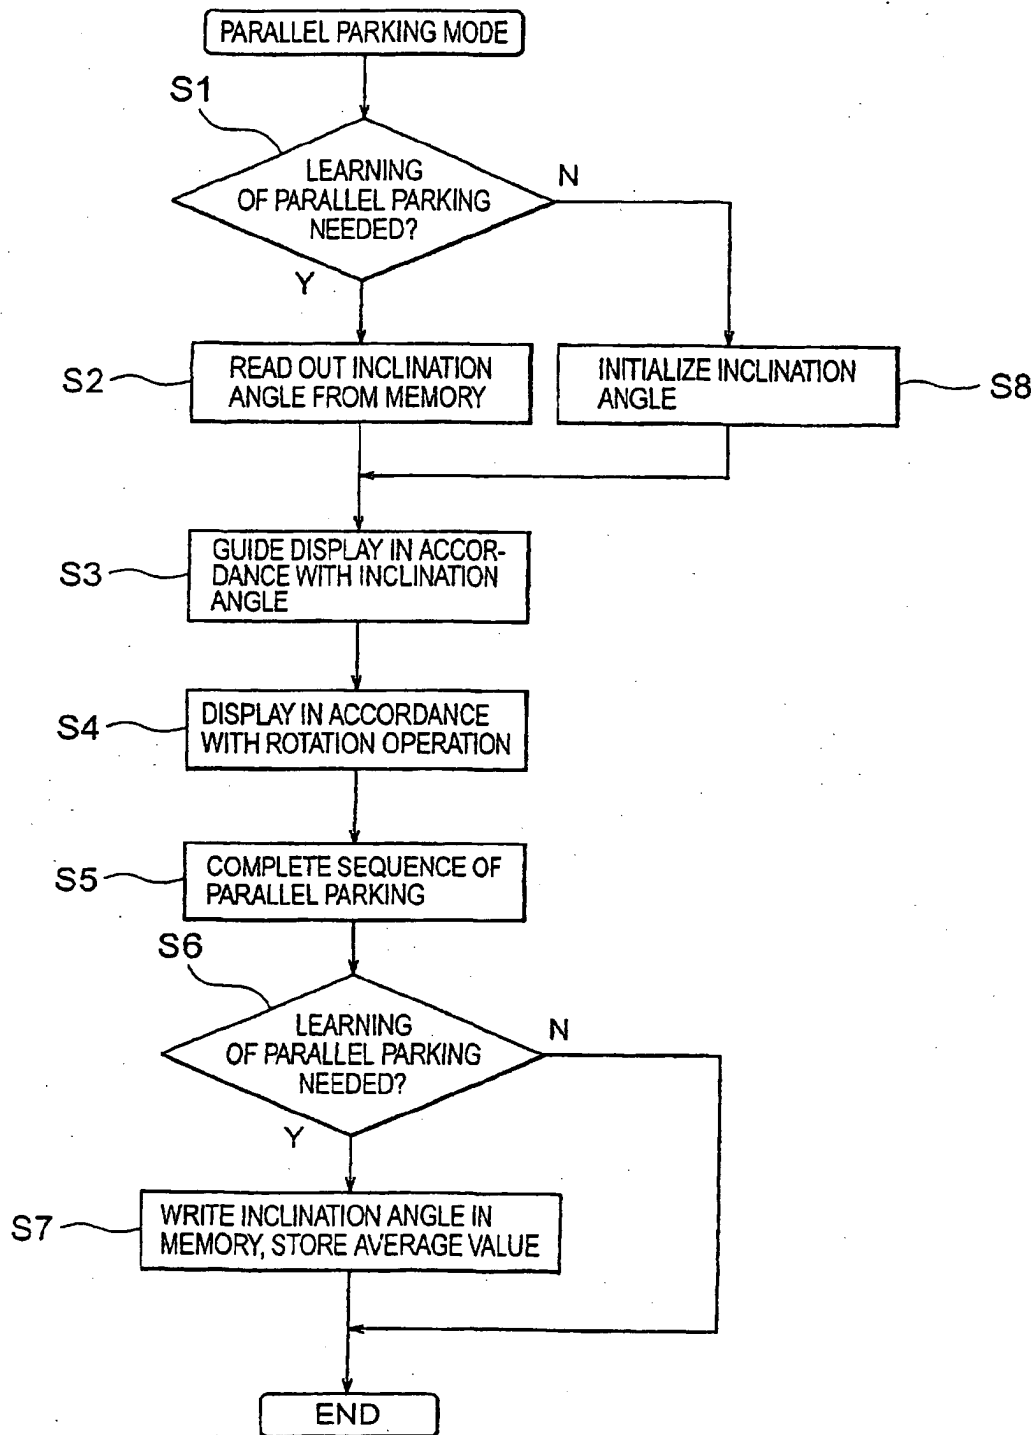 PARALLEL PARKING MODE
S1
LEARNING
OF PARALLEL PARKING
NEEDED?
N
Y
S2
READ OUT INCLINATION
ANGLE FROM MEMORY
INITIALIZE INCLINATION
ANGLE
S8
S3
GUIDE DISPLAY IN ACCOR-
DANCE WITH INCLINATION
ANGLE
S4
DISPLAY IN ACCORDANCE
WITH ROTATION OPERATION
S5
COMPLETE SEQUENCE OF
PARALLEL PARKING
S6
LEARNING
OF PARALLEL PARKING
NEEDED?
N
Y
S7
WRITE INCLINATION ANGLE IN
MEMORY, STORE AVERAGE VALUE
END